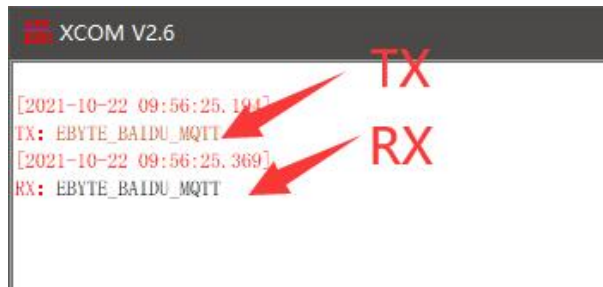 XCOM V2.6
TX
[2021-10-22 09:56:25.194]
TX: EBYTE_BAIDU_MQTT
RX
[2021-10-22 09:56:25.369]
RX: EBYTE_BAIDU_MQTT